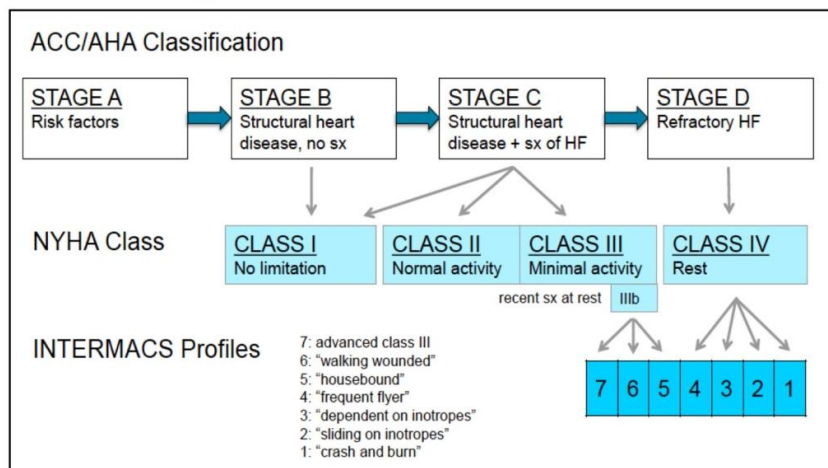 ACC/AHA Classification
STAGE A
Risk factors
STAGE B
Structural heart
disease, no sx
STAGE C
Structural heart
disease + sx of HF
STAGE D
Refractory HF
NYHA Class
CLASS I
No limitation
CLASS II
Normal activity
CLASS III
Minimal activity
CLASS IV
Rest
recent sx at rest
IIIb
INTERMACS Profiles
7: advanced class III
6: “walking wounded”
5: “housebound”
4: “frequent flyer”
3: “dependent on inotropes”
2: “sliding on inotropes”
1: “crash and burn”
7 6 5 4 3 2 1